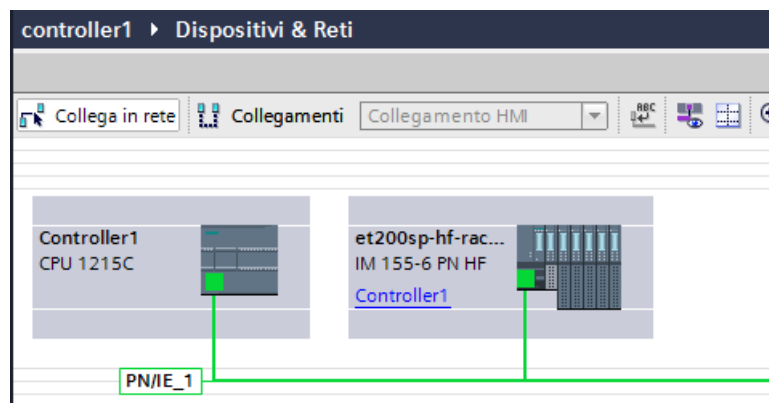 controller1 ▸ Dispositivi & Reti
Collega in rete Collegamenti Collegamento HMI ABC
Controller1
CPU 1215C
et200sp-hf-rac...
IM 155-6 PN HF
Controller1
PN/IE_1